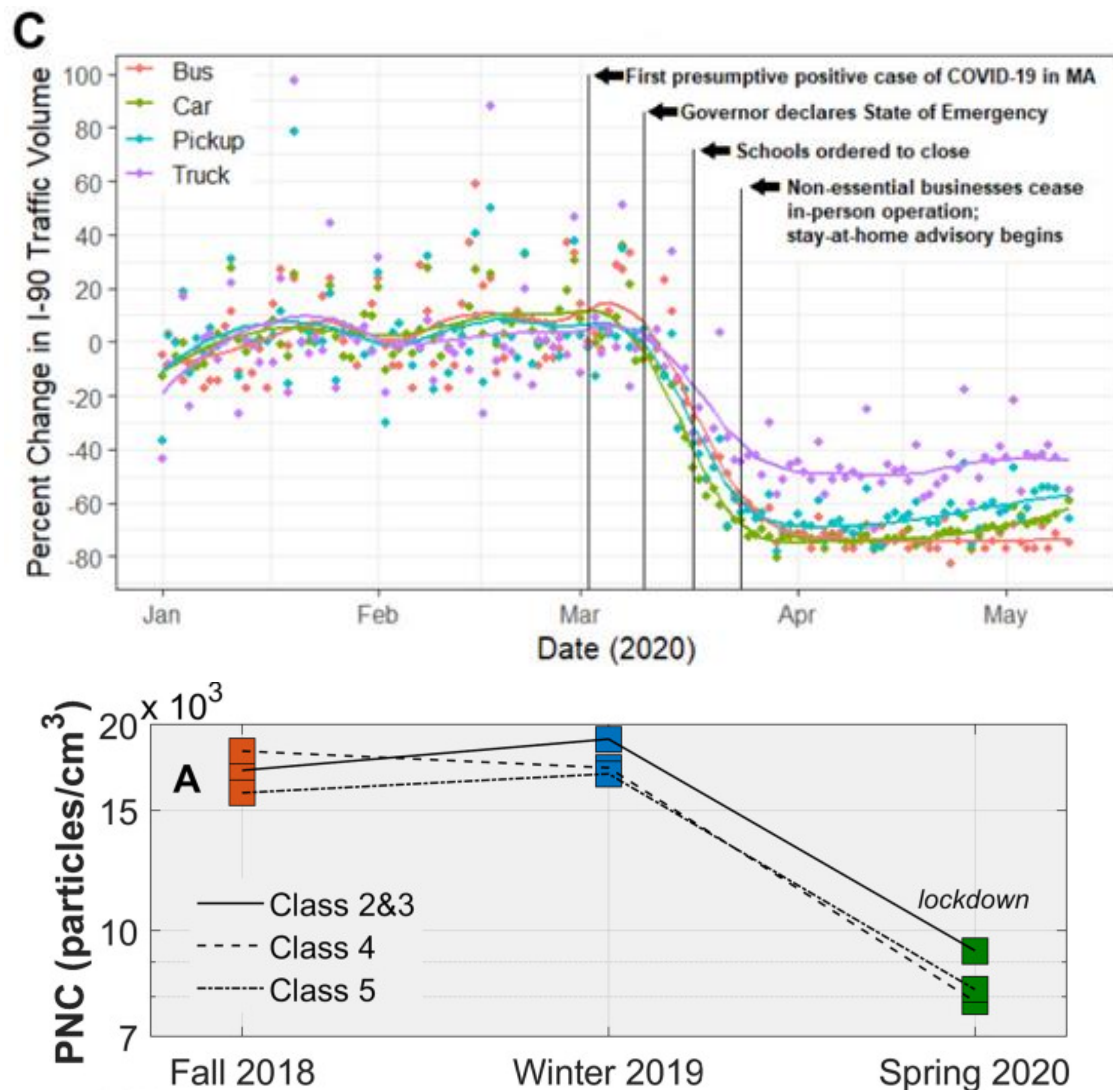 C
Percent Change in I-90 Traffic Volume
100
80
60
40
20
0
-20
-40
-60
-80
Bus
Car
Pickup
Truck
First presumptive positive case of COVID-19 in MA
Governor declares State of Emergency
Schools ordered to close
Non-essential businesses cease
in-person operation;
stay-at-home advisory begins
Jan Feb Mar Apr May
Date (2020)
x 10³
PNC (particles/cm³)
20
15
10
7
A
Class 2&3
Class 4
Class 5
lockdown
Fall 2018 Winter 2019 Spring 2020